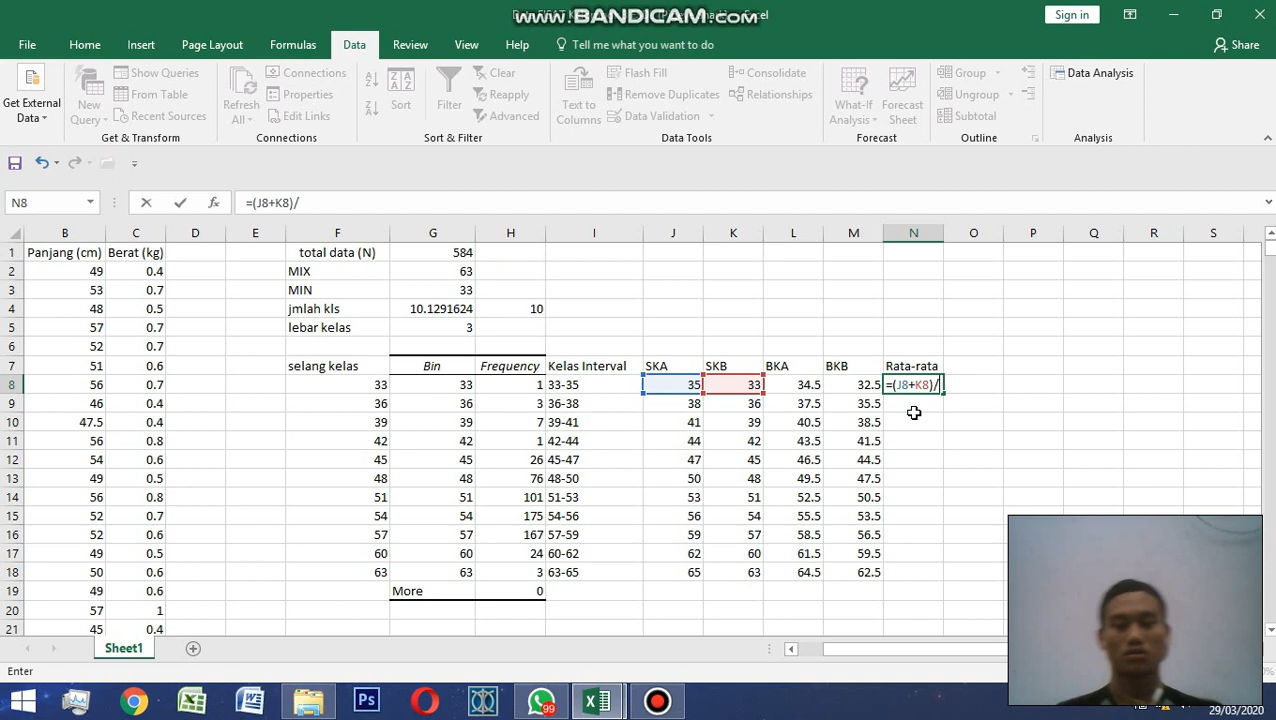 www.BANDICAM.com
Excel
Sign in
File Home Insert Page Layout Formulas Data Review View Help Tell me what you want to do Share
Get External Data
New Query
Show Queries
From Table
Recent Sources
Get & Transform
Refresh All
Connections
Properties
Edit Links
Connections
Sort
Filter
Clear
Reapply
Advanced
Sort & Filter
Text to Columns
Flash Fill
Remove Duplicates
Data Validation
Consolidate
Relationships
Data Tools
What-If Analysis
Forecast Sheet
Forecast
Group
Ungroup
Subtotal
Outline
Data Analysis
Analysis
N8 fx =(J8+K8)/
B C D E F G H I J K L M N O P Q R S
1 Panjang (cm) Berat (kg) total data (N) 584
2 49 0.4 MIX 63
3 53 0.7 MIN 33
4 48 0.5 jmlah kls 10.1291624 10
5 57 0.7 lebar kelas 3
6 52 0.7
7 51 0.6 selang kelas Bin Frequency Kelas Interval SKA SKB BKA BKB Rata-rata
8 56 0.7 33 33 1 33-35 35 33 34.5 32.5 =(J8+K8)/
9 46 0.4 36 36 3 36-38 38 36 37.5 35.5
10 47.5 0.4 39 39 7 39-41 41 39 40.5 38.5
11 56 0.8 42 42 1 42-44 44 42 43.5 41.5
12 54 0.6 45 45 26 45-47 47 45 46.5 44.5
13 49 0.5 48 48 76 48-50 50 48 49.5 47.5
14 56 0.8 51 51 101 51-53 53 51 52.5 50.5
15 52 0.7 54 54 175 54-56 56 54 55.5 53.5
16 52 0.6 57 57 167 57-59 59 57 58.5 56.5
17 49 0.5 60 60 24 60-62 62 60 61.5 59.5
18 50 0.6 63 63 3 63-65 65 63 64.5 62.5
19 49 0.6 More 0
20 57 1
21 45 0.4
Sheet1
Enter
Ps
99
29/03/2020